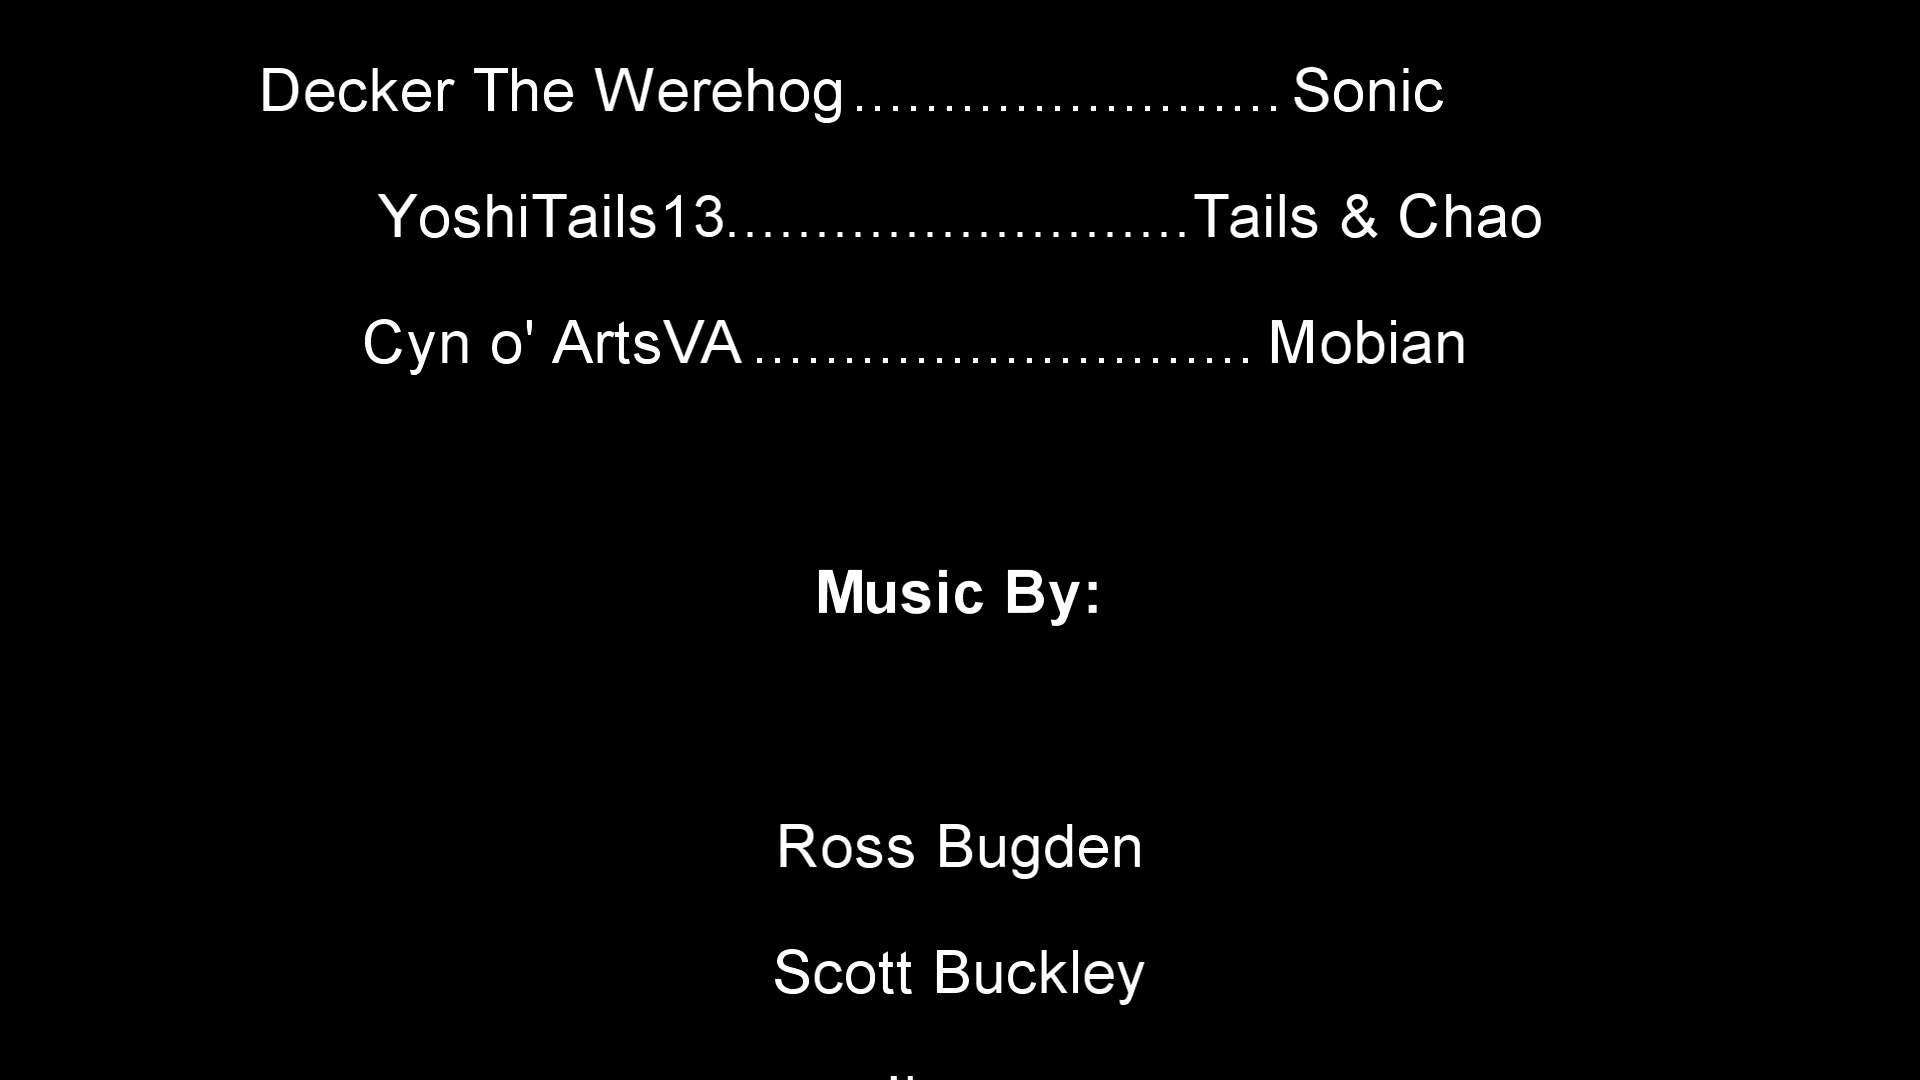 Decker The Werehog........................ Sonic
YoshiTails13..........................Tails & Chao
Cyn o' ArtsVA............................ Mobian
Music By:
Ross Bugden
Scott Buckley